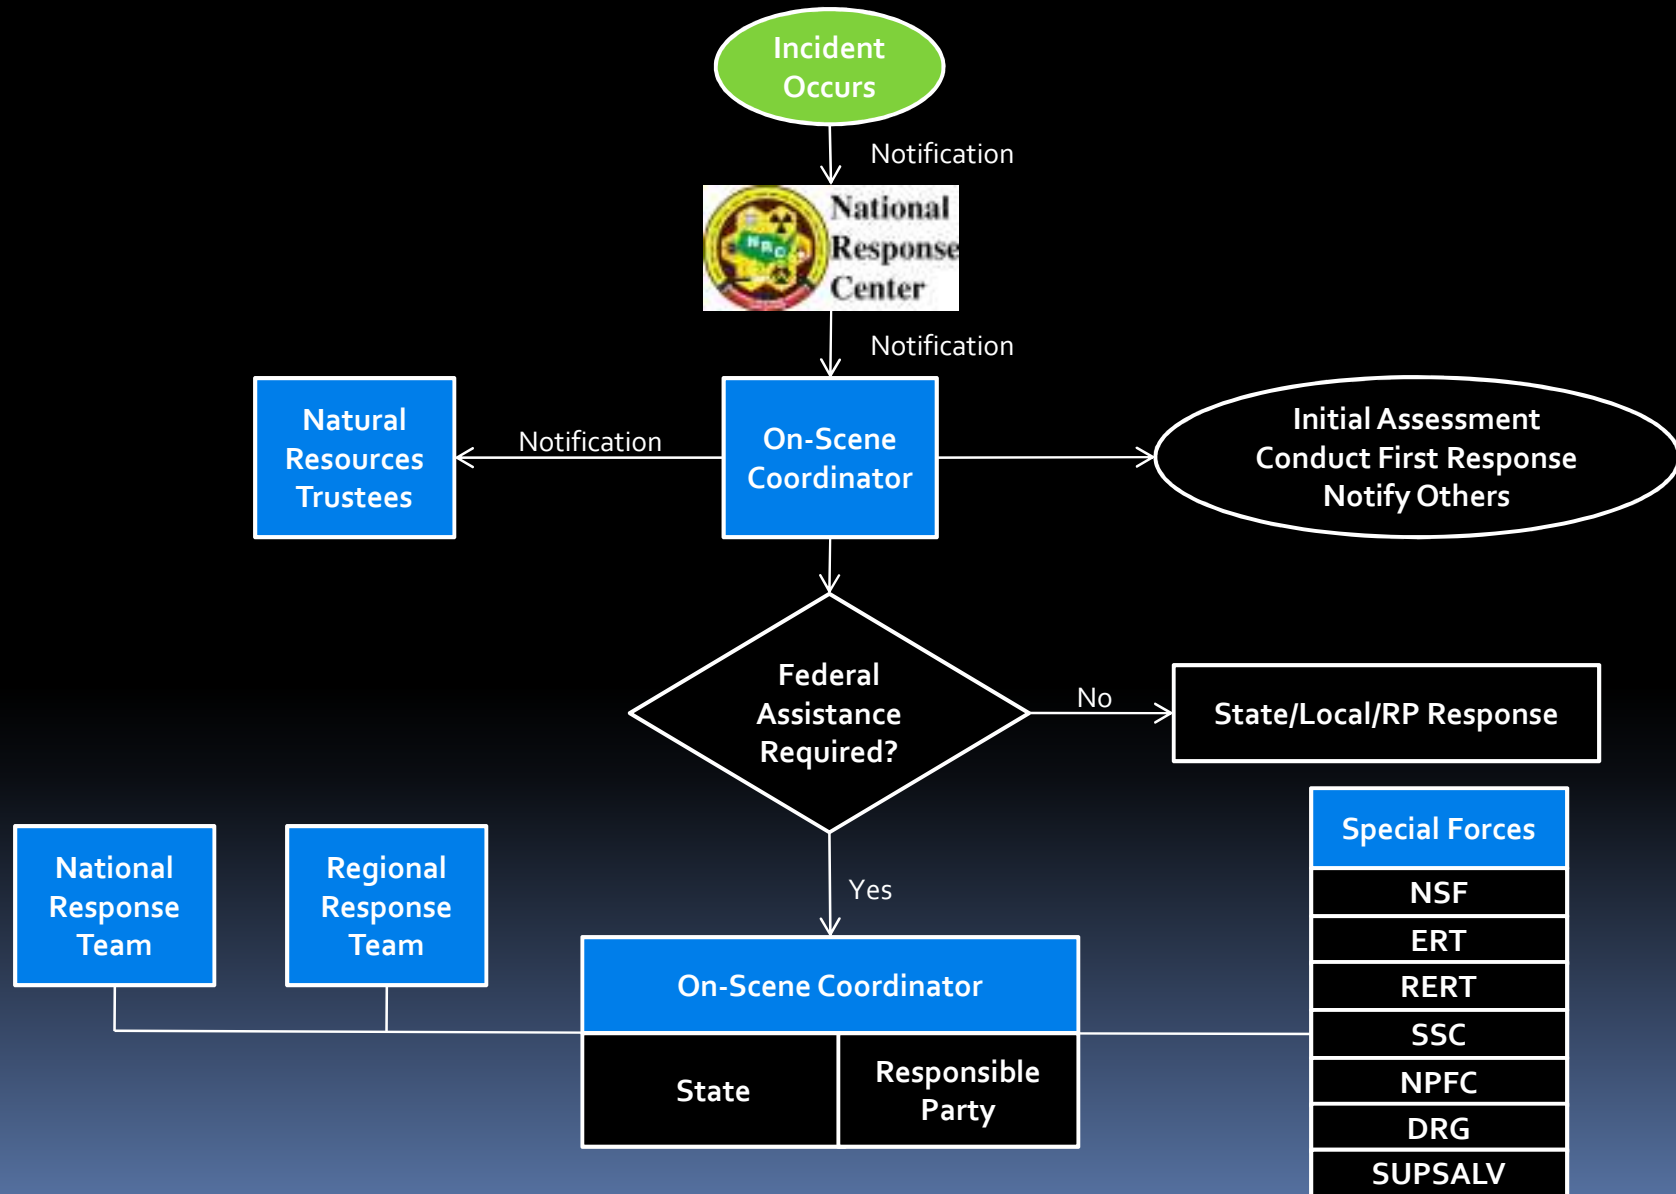 Incident
Occurs
Notification
National
Response
Center
NRC
Notification
Natural
Resources
Trustees
Notification
On-Scene
Coordinator
Initial Assessment
Conduct First Response
Notify Others
Federal
Assistance
Required?
No
State/Local/RP Response
Yes
National
Response
Team
Regional
Response
Team
On-Scene Coordinator
State
Responsible
Party
Special Forces
NSF
ERT
RERT
SSC
NPFC
DRG
SUPSALV